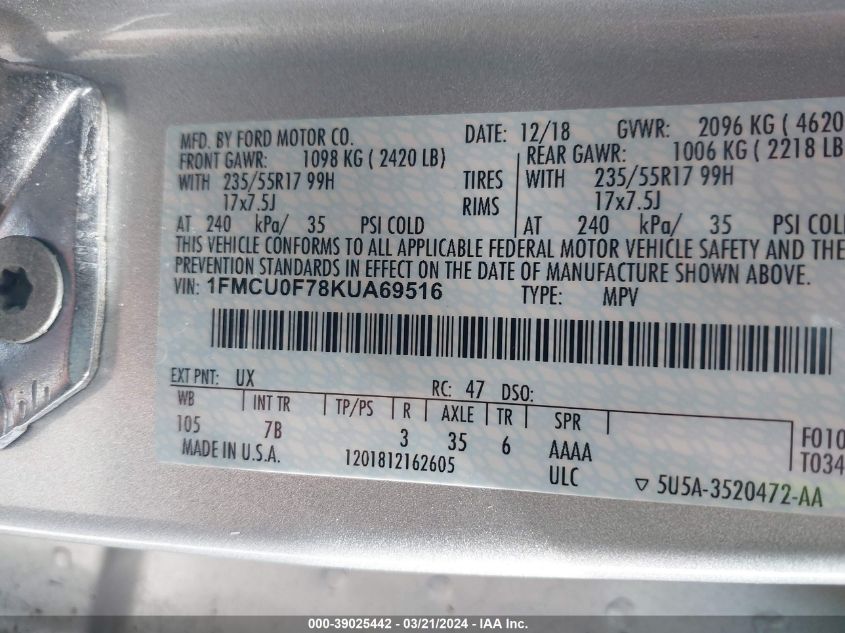 MFD. BY FORD MOTOR CO. DATE: 12/18 GVWR: 2096 KG ( 4620
FRONT GAWR: 1098 KG ( 2420 LB) REAR GAWR: 1006 KG ( 2218 LB
WITH 235/55R17 99H TIRES WITH 235/55R17 99H
17x7.5J RIMS 17x7.5J
AT 240 kPa/ 35 PSI COLD AT 240 kPa/ 35 PSI COL
THIS VEHICLE CONFORMS TO ALL APPLICABLE FEDERAL MOTOR VEHICLE SAFETY AND THE
PREVENTION STANDARDS IN EFFECT ON THE DATE OF MANUFACTURE SHOWN ABOVE.
VIN: 1FMCU0F78KUA69516 TYPE: MPV
EXT PNT: UX RC: 47 DSO:
WB INT TR TP/PS R AXLE TR SPR
105 7B 3 35 6 AAAA F010
MADE IN U.S.A. 1201812162605 ULC T034
5U5A-3520472-AA
000-39025442 - 03/21/2024 - IAA Inc.